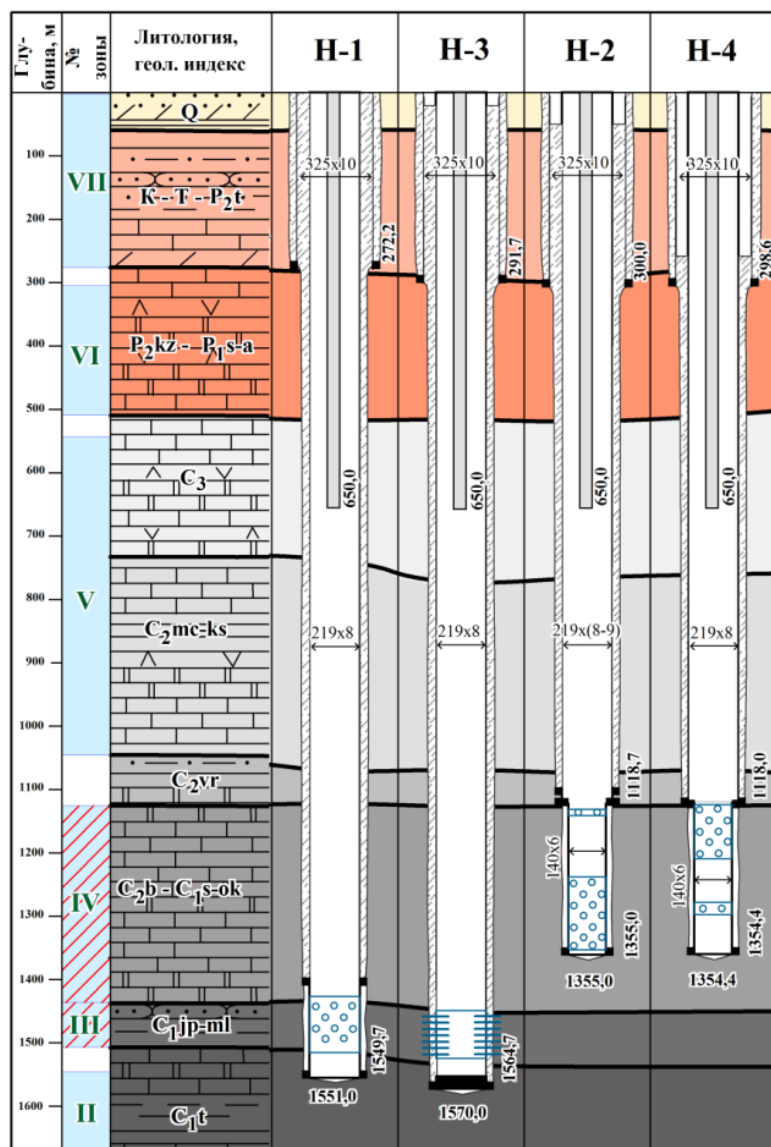 Глу-
бина, м
№
зоны
Литология,
геол. индекс
Н-1
Н-3
Н-2
Н-4
Q
100
325x10
325x10
325x10
325x10
VII
К - Т - P₂t
200
272,2
291,7
300,0
298,6
300
VI
P₂kz - P₁s-a
400
500
C₃
600
650,0
650,0
650,0
650,0
700
V
800
C₂mc-ks
219x8
219x8
219x(8-9)
219x8
900
1000
C₂vr
1100
1118,7
1118,0
1200
140x6
140x6
IV
C₂b - C₁s-ok
1300
1355,0
1354,4
1355,0
1354,4
1400
III
C₁jp-ml
1500
1549,7
1564,7
1551,0
1570,0
II
C₁t
1600